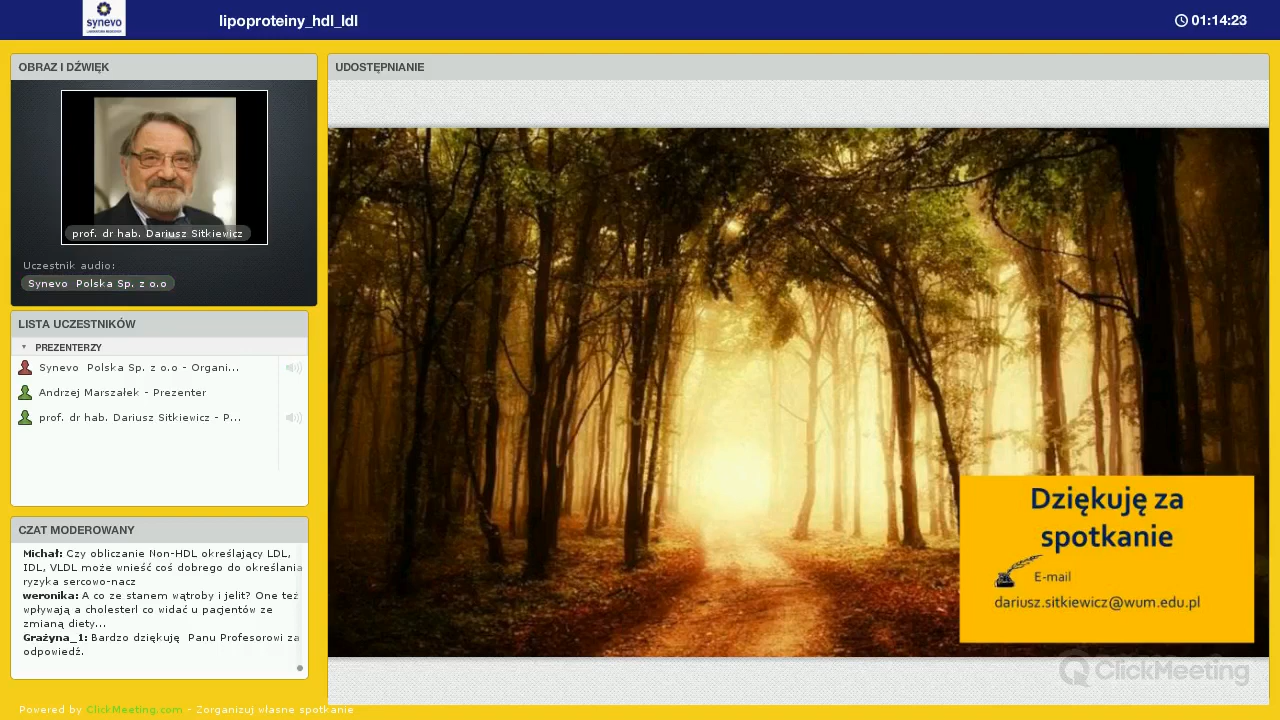 synevo
lipoproteiny_hdl_ldl
01:14:23
OBRAZ I DŹWIĘK
prof. dr hab. Dariusz Sitkiewicz
Uczestnik audio:
Synevo Polska Sp. z o.o
LISTA UCZESTNIKÓW
PREZENTERZY
Synevo Polska Sp. z o.o - Organi...
Andrzej Marszałek - Prezenter
prof. dr hab. Dariusz Sitkiewicz - P...
CZAT MODEROWANY
Michał: Czy obliczanie Non-HDL określający LDL,
IDL, VLDL może wnieść coś dobrego do określania
ryzyka sercowo-nacz
weronika: A co ze stanem wątroby i jelit? One też
wpływają a cholesterl co widać u pacjentów ze
zmianą diety...
Grażyna_1: Bardzo dziękuję Panu Profesorowi za
odpowiedź.
Powered by ClickMeeting.com - Zorganizuj własne spotkanie
UDOSTĘPNIANIE
Dziękuję za
spotkanie
E-mail
dariusz.sitkiewicz@wum.edu.pl
ClickMeeting